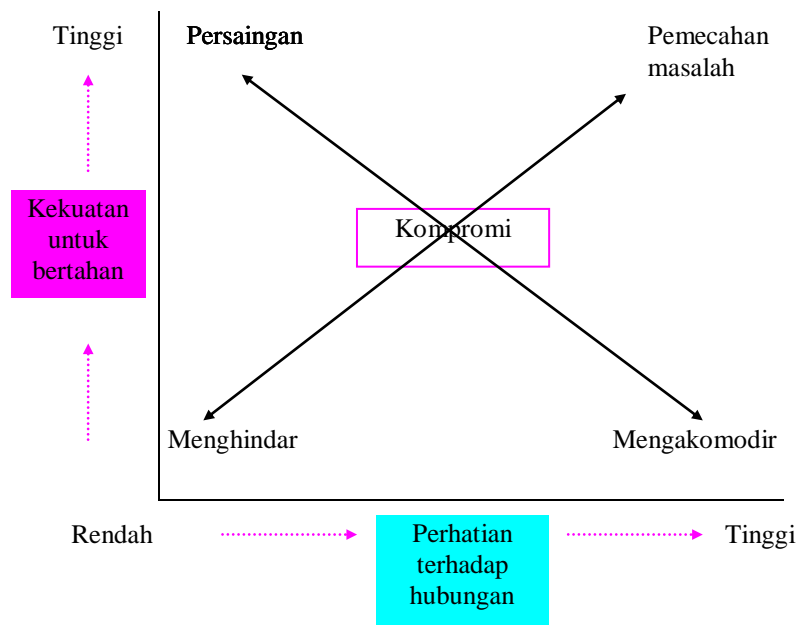 Tinggi
Persaingan
Pemecahan
masalah
Kekuatan
untuk
bertahan
Kompromi
Menghindar
Mengakomodir
Rendah
Perhatian
terhadap
hubungan
Tinggi